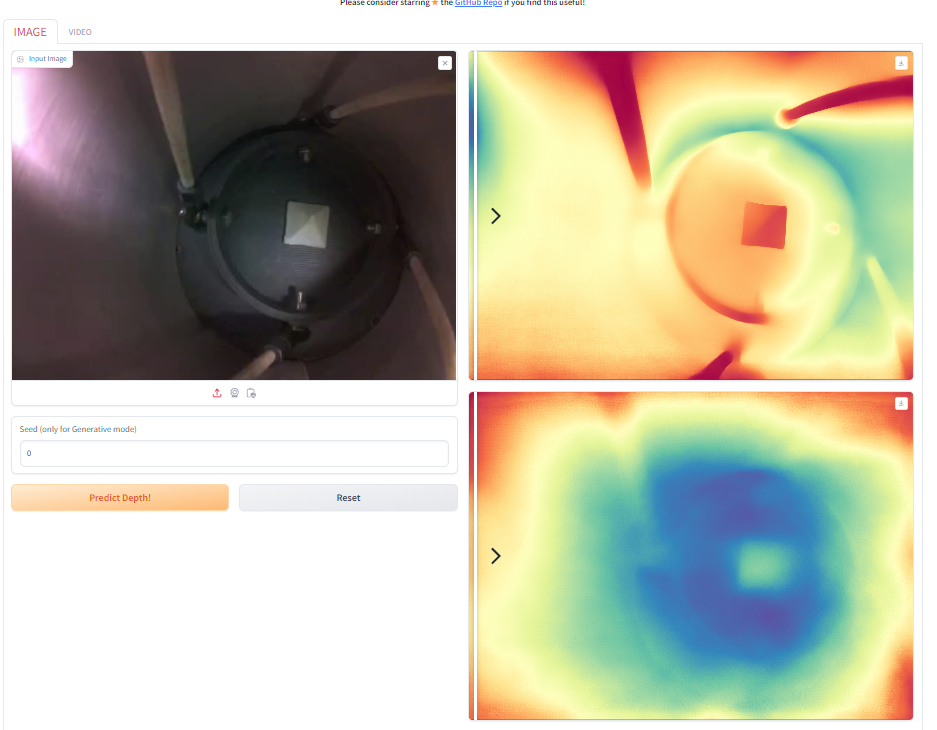 Please consider starring ★ the GitHub Repo if you find this useful!
IMAGE
VIDEO
Input Image
Seed (only for Generative mode)
0
Predict Depth!
Reset